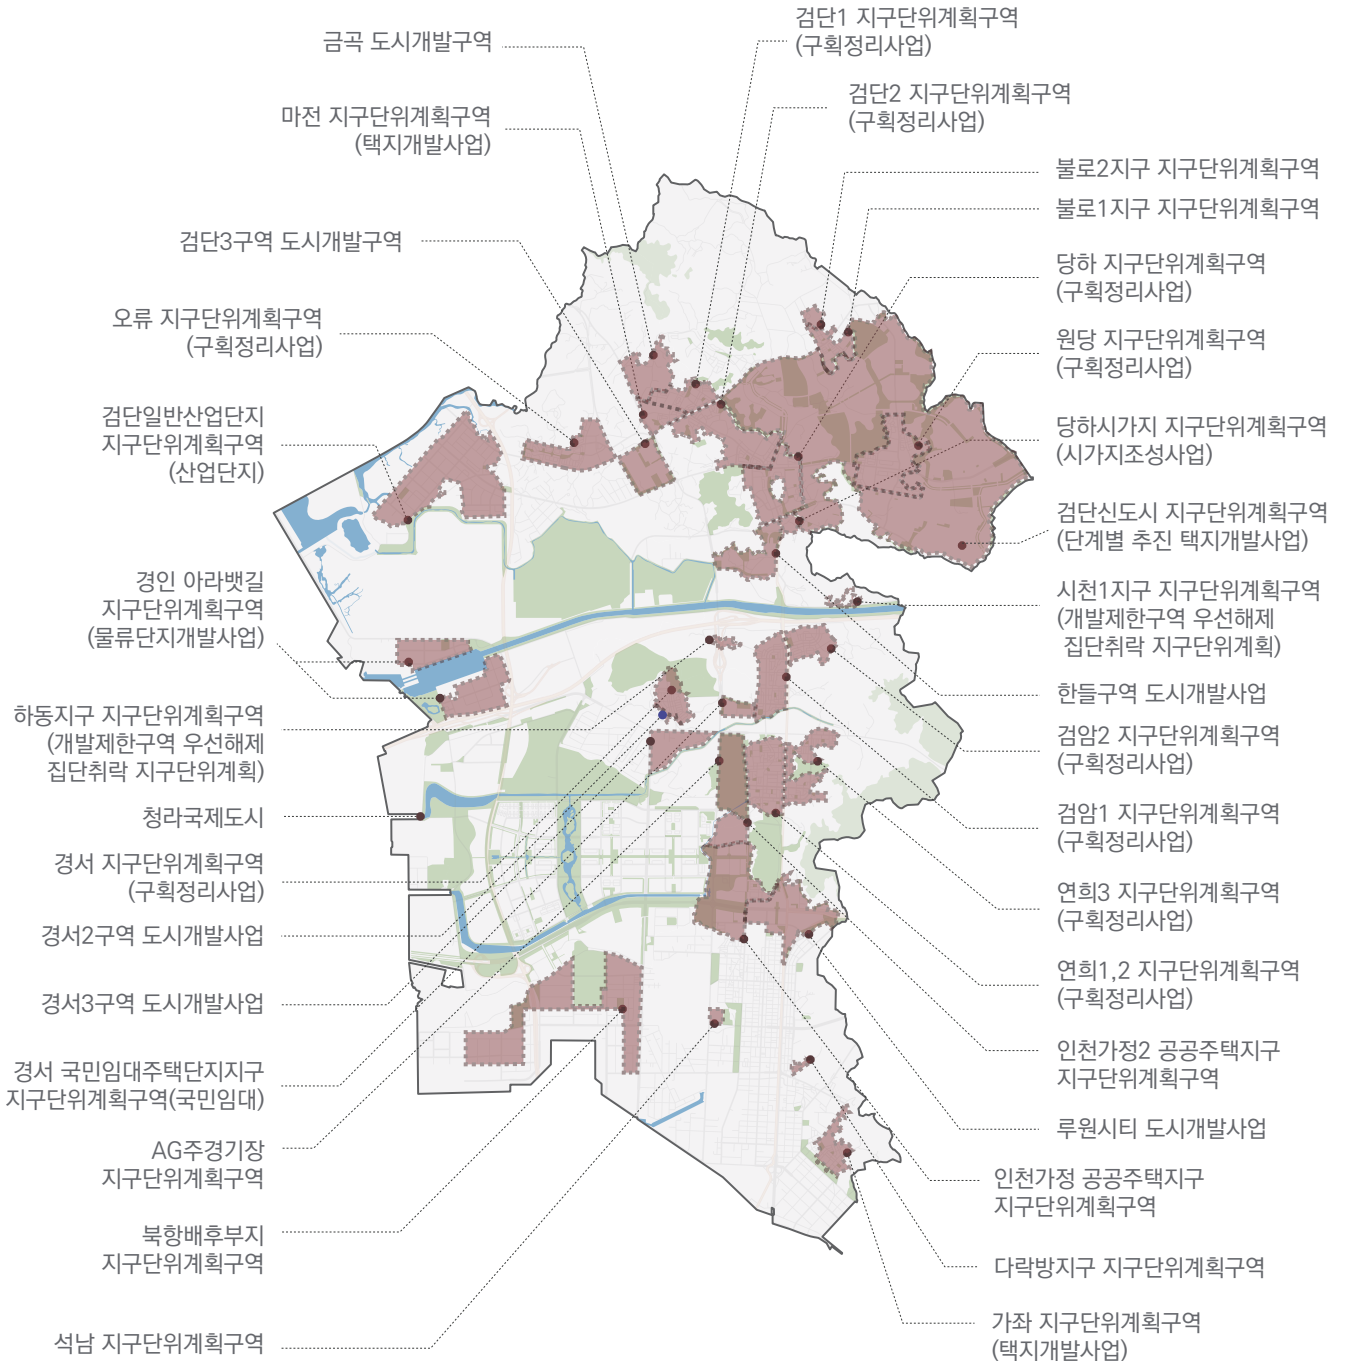 금곡 도시개발구역
마전 지구단위계획구역
(택지개발사업)
검단3구역 도시개발구역
오류 지구단위계획구역
(구획정리사업)
검단일반산업단지
지구단위계획구역
(산업단지)
경인 아라뱃길
지구단위계획구역
(물류단지개발사업)
하동지구 지구단위계획구역
(개발제한구역 우선해제
집단취락 지구단위계획)
청라국제도시
경서 지구단위계획구역
(구획정리사업)
경서2구역 도시개발사업
경서3구역 도시개발사업
경서 국민임대주택단지지구
지구단위계획구역(국민임대)
AG주경기장
지구단위계획구역
북항배후부지
지구단위계획구역
석남 지구단위계획구역
검단1 지구단위계획구역
(구획정리사업)
검단2 지구단위계획구역
(구획정리사업)
불로2지구 지구단위계획구역
불로1지구 지구단위계획구역
당하 지구단위계획구역
(구획정리사업)
원당 지구단위계획구역
(구획정리사업)
당하시가지 지구단위계획구역
(시가지조성사업)
검단신도시 지구단위계획구역
(단계별 추진 택지개발사업)
시천1지구 지구단위계획구역
(개발제한구역 우선해제
집단취락 지구단위계획)
한들구역 도시개발사업
검암2 지구단위계획구역
(구획정리사업)
검암1 지구단위계획구역
(구획정리사업)
연희3 지구단위계획구역
(구획정리사업)
연희1,2 지구단위계획구역
(구획정리사업)
인천가정2 공공주택지구
지구단위계획구역
루원시티 도시개발사업
인천가정 공공주택지구
지구단위계획구역
다락방지구 지구단위계획구역
가좌 지구단위계획구역
(택지개발사업)